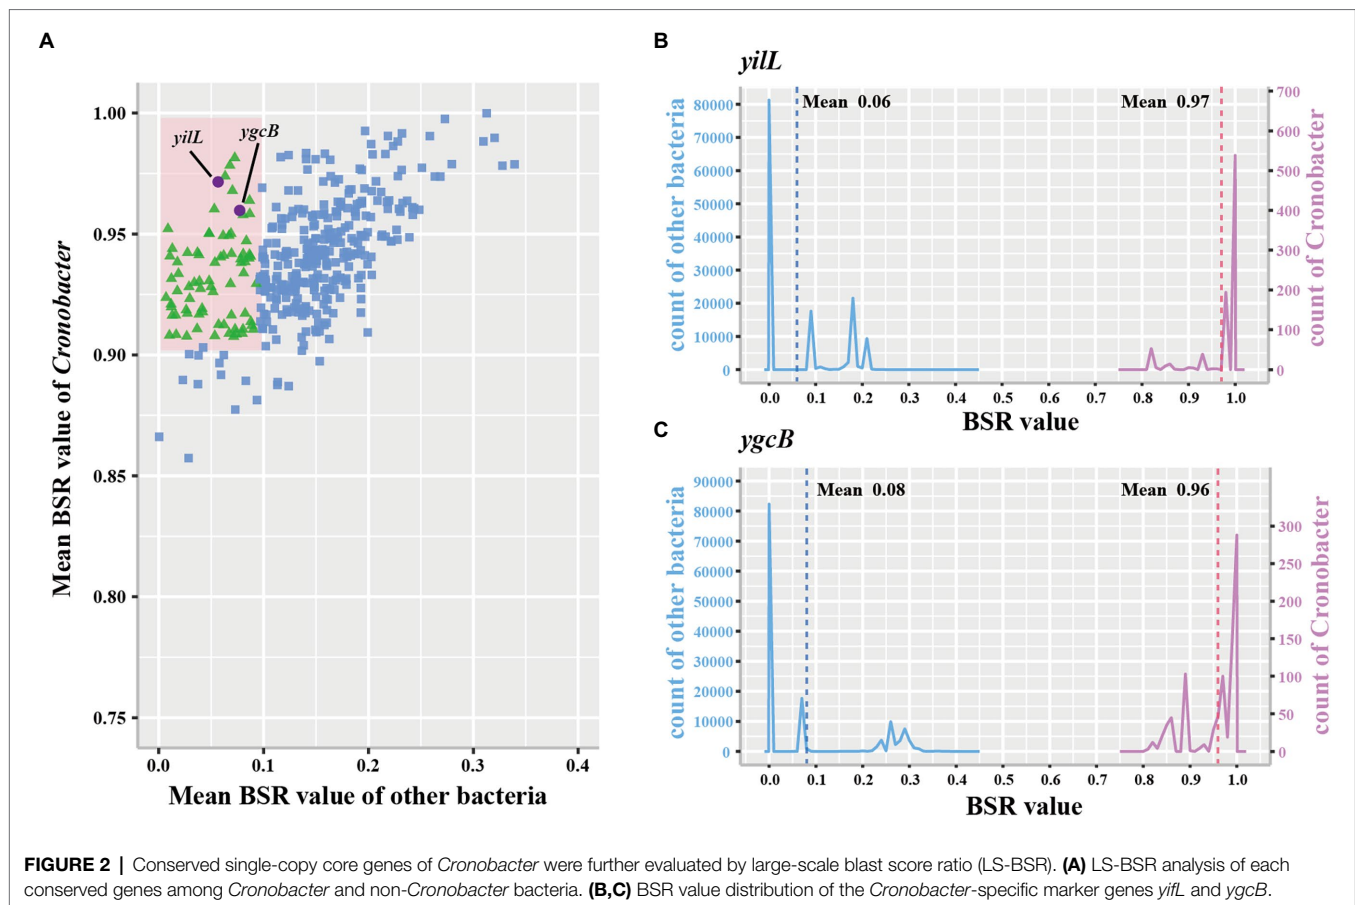 A
1.00
0.95
0.90
0.85
0.80
0.75
0.0
0.1
0.2
0.3
0.4
yilL
ygcB
Mean BSR value of Cronobacter
Mean BSR value of other bacteria
B
yilL
Mean 0.06
Mean 0.97
80000
70000
60000
50000
40000
30000
20000
10000
0
count of other bacteria
700
600
500
400
300
200
100
0
count of Cronobacter
0.0 0.1 0.2 0.3 0.4 0.5 0.6 0.7 0.8 0.9 1.0
BSR value
C
ygcB
Mean 0.08
Mean 0.96
90000
80000
70000
60000
50000
40000
30000
20000
10000
0
count of other bacteria
300
250
200
150
100
50
0
count of Cronobacter
0.0 0.1 0.2 0.3 0.4 0.5 0.6 0.7 0.8 0.9 1.0
BSR value
FIGURE 2 | Conserved single-copy core genes of Cronobacter were further evaluated by large-scale blast score ratio (LS-BSR). (A) LS-BSR analysis of each
conserved genes among Cronobacter and non-Cronobacter bacteria. (B,C) BSR value distribution of the Cronobacter-specific marker genes yifL and ygcB.